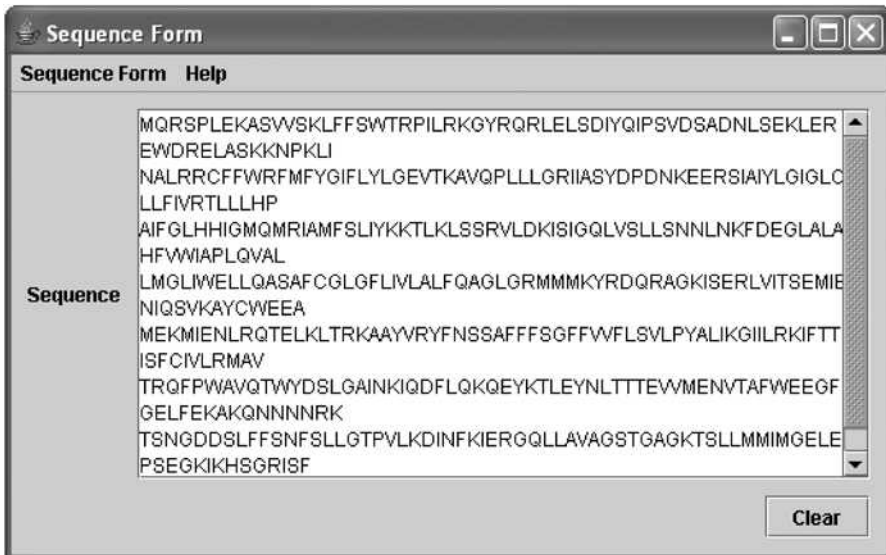 Sequence Form
Sequence Form Help
MQRSPLEKASVVSKLFFSWTRPILRKGYRQRLELSDIYQIPSVDSADNLSEKLER
EWDRELASKKNPKLI
NALRRCFFWRFMFYGIFLYLGEVTKAVQPLLLGRIIASYDPDNKEERSIAIYLGIGLC
LLFIVRTLLLHP
AIFGLHHIGMQMRIAMFSLIYKKTLKLSSRVLDKISIGQLVSLLSNNLNKFDEGLALA
HFVWIAPLQVAL
Sequence
LMGLIWELLQASAFCGLGFLIVLALFQAGLGRMMMKYRDQRAGKISERLVITSEMIE
NIQSVKAYCWEEA
MEKMIENLRQTELKLTRKAAYVRYFNSSAFFFSGFFVVFLSVLPYALIKGIILRKIFTT
ISFCIVLRMAV
TRQFPWAVQTWYDSLGAINKIQDFLQKQEYKTLEYNLTTTEVVMENVTAFWEEGF
GELFEKAKQNNNNRK
TSNGDDSLFFSNFSLLGTPVLKDINFKIERGQLLAVAGSTGAGKTSLLMMIMGELE
PSEGKIKHSGRISF
Clear